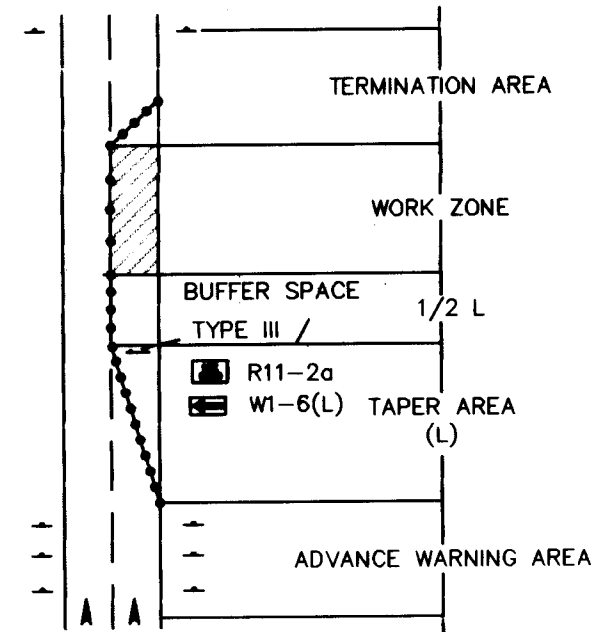 TERMINATION AREA
WORK ZONE
BUFFER SPACE
1/2 L
TYPE III
R11-2a
W1-6(L)
TAPER AREA
(L)
ADVANCE WARNING AREA